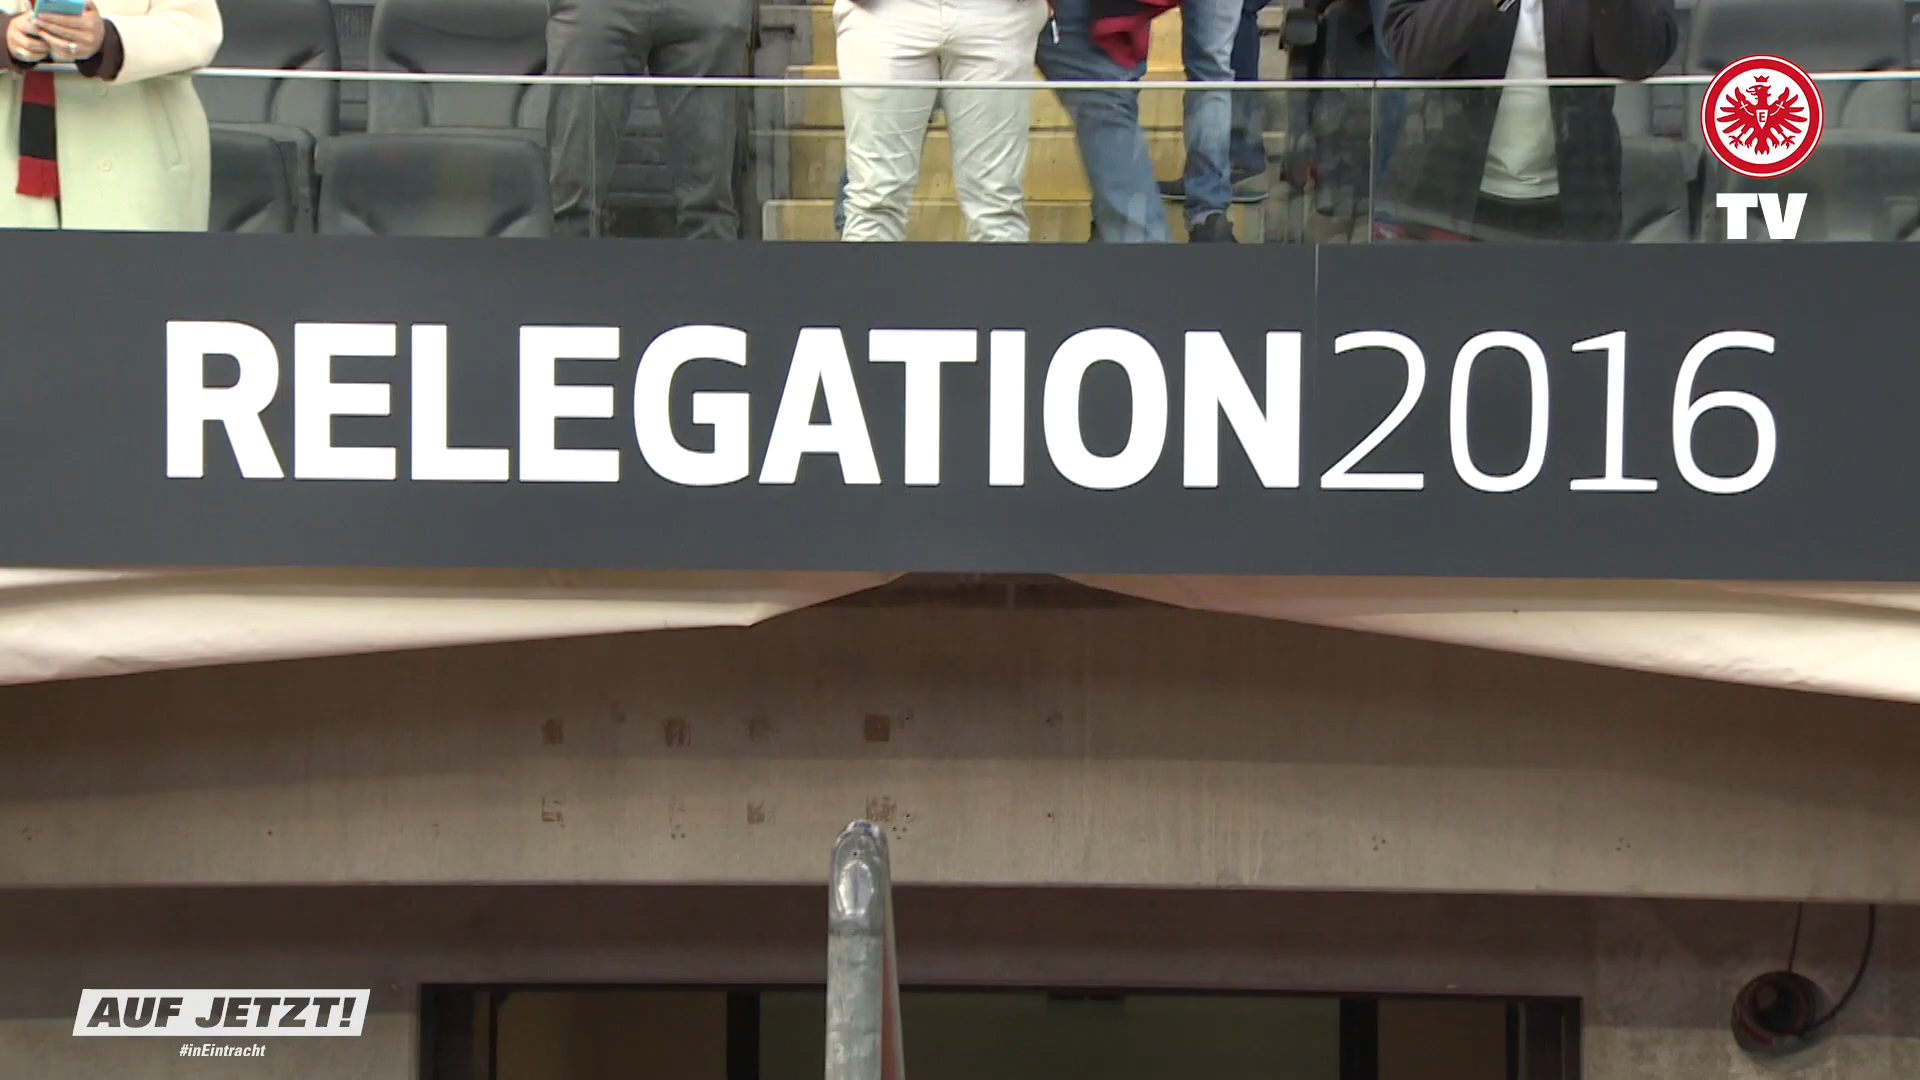 E
TV
RELEGATION2016
AUF JETZT!
#inEintracht